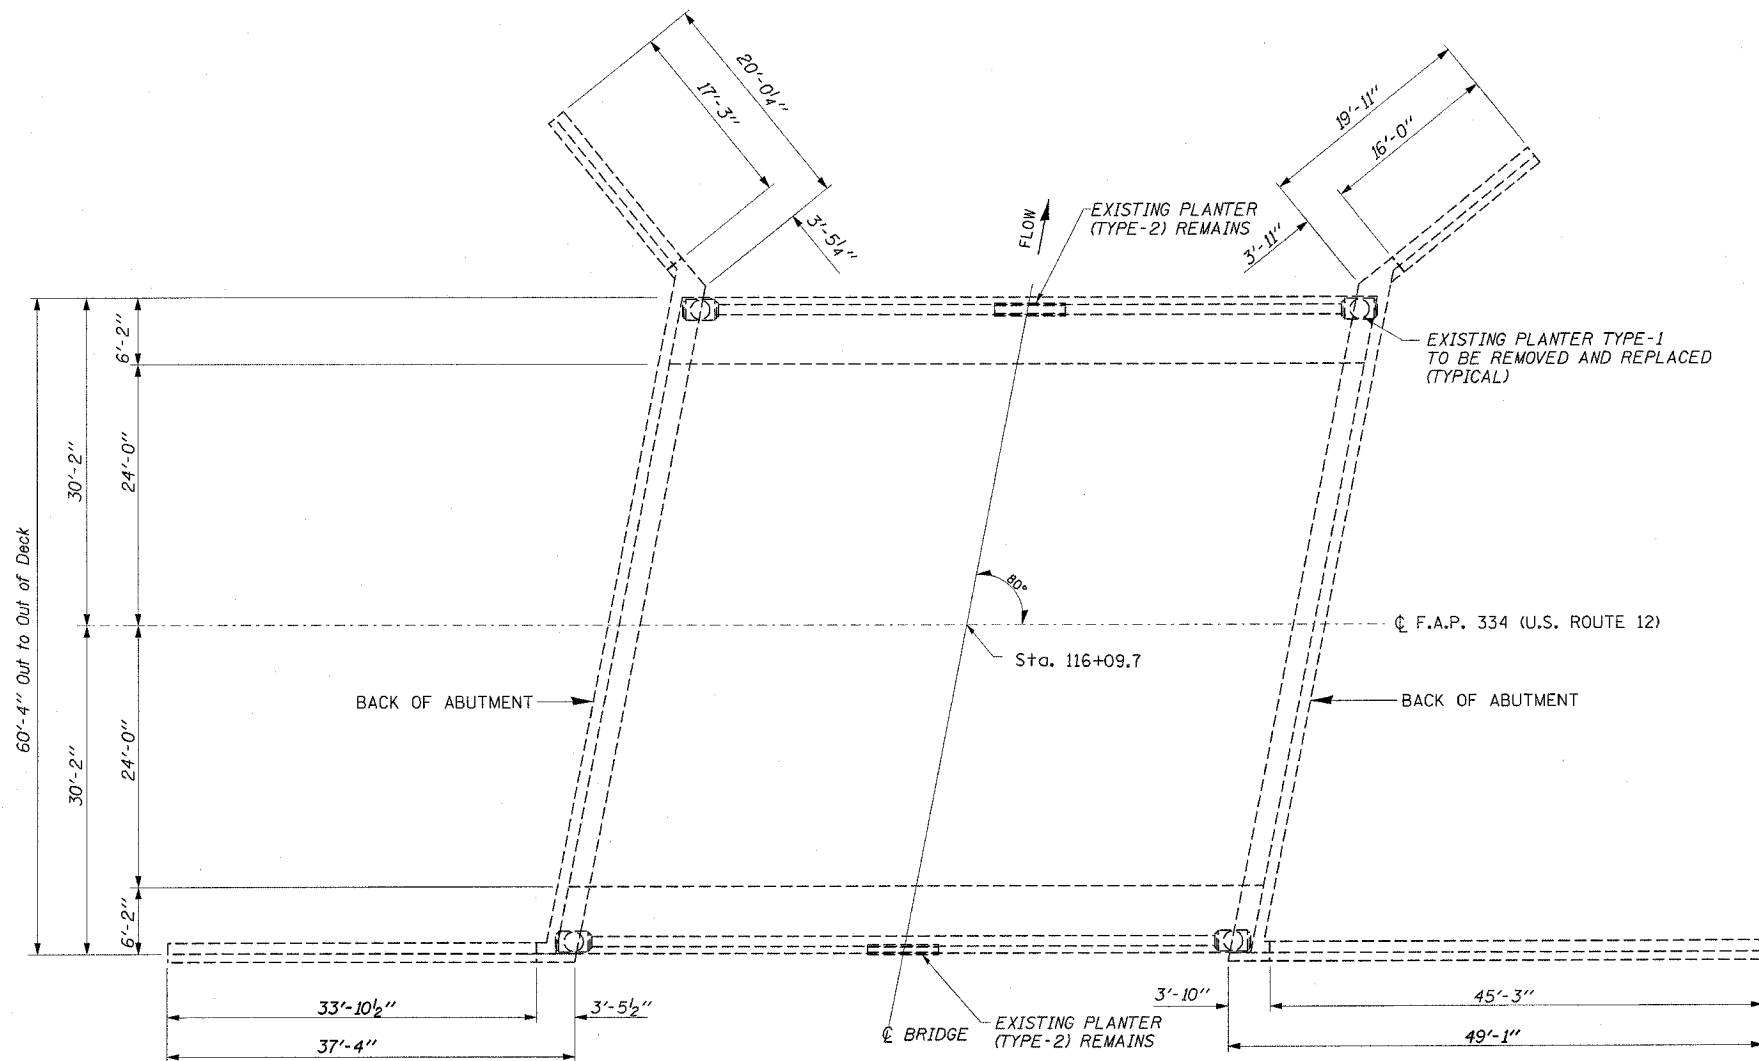 20'-0¼"
17'-3"
3'-5¼"
19'-11"
16'-0"
3'-11"
FLOW
EXISTING PLANTER
(TYPE-2) REMAINS
EXISTING PLANTER TYPE-1
TO BE REMOVED AND REPLACED
(TYPICAL)
6'-2"
24'-0"
30'-2"
60'-4" Out to Out of Deck
80°
℄ F.A.P. 334 (U.S. ROUTE 12)
Sta. 116+09.7
BACK OF ABUTMENT
BACK OF ABUTMENT
24'-0"
30'-2"
6'-2"
33'-10½"
3'-5½"
37'-4"
℄ BRIDGE
EXISTING PLANTER
(TYPE-2) REMAINS
3'-10"
45'-3"
49'-1"